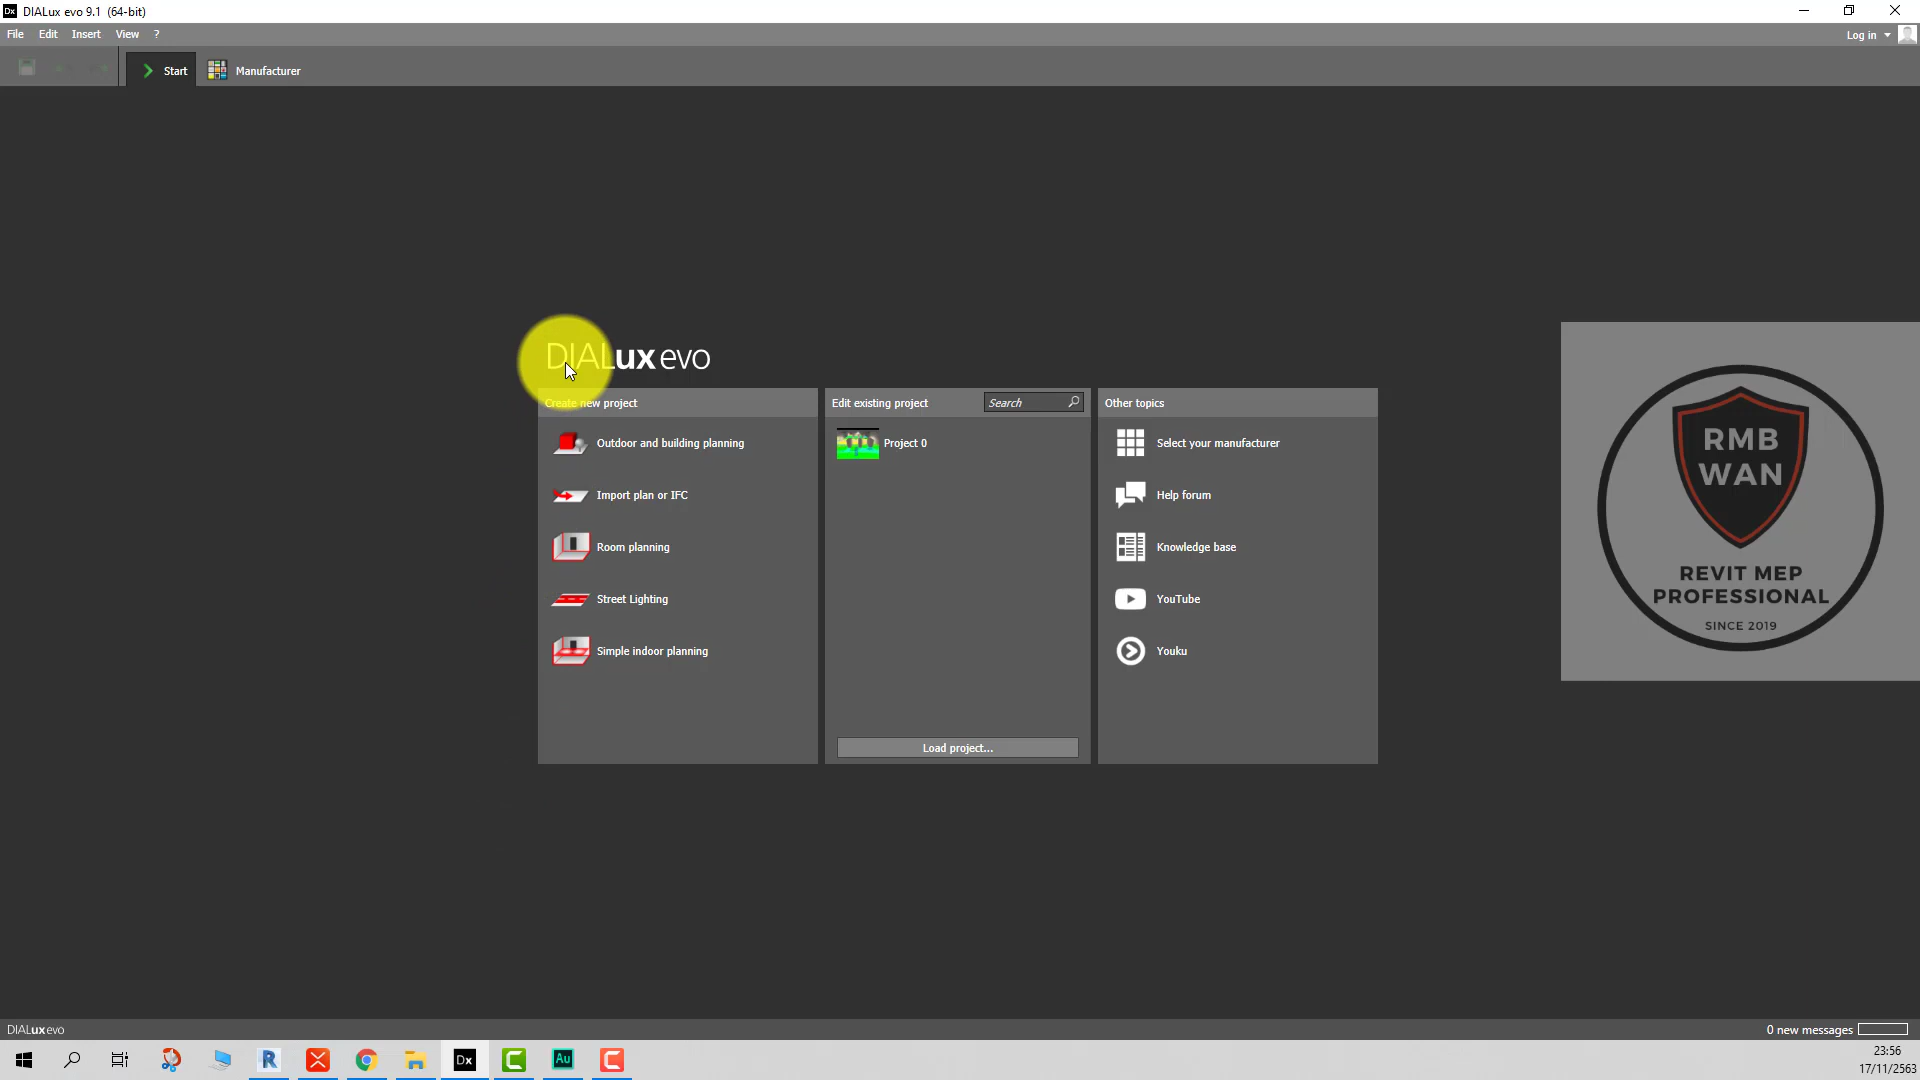 DIALux evo 9.1 (64-bit)
File Edit Insert View ?
Log in
Start Manufacturer
DIALux evo
Create new project
Outdoor and building planning
Import plan or IFC
Room planning
Street Lighting
Simple indoor planning
Edit existing project Search
Project 0
Load project...
Other topics
Select your manufacturer
Help forum
Knowledge base
YouTube
Youku
RMB
WAN
REVIT MEP
PROFESSIONAL
SINCE 2019
DIALux evo
0 new messages
R Dx C Au C
23:56
17/11/2563